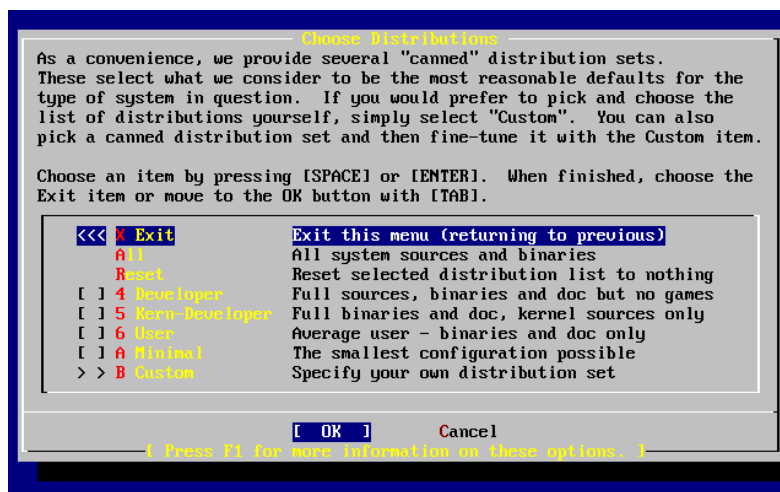 Choose Distributions
As a convenience, we provide several "canned" distribution sets.
These select what we consider to be the most reasonable defaults for the
type of system in question.  If you would prefer to pick and choose the
list of distributions yourself, simply select "Custom".  You can also
pick a canned distribution set and then fine-tune it with the Custom item.
Choose an item by pressing [SPACE] or [ENTER].  When finished, choose the
Exit item or move to the OK button with [TAB].
<<< X Exit Exit this menu (returning to previous)
All All system sources and binaries
Reset Reset selected distribution list to nothing
[ ] 4 Developer Full sources, binaries and doc but no games
[ ] 5 Kern-Developer Full binaries and doc, kernel sources only
[ ] 6 User Average user - binaries and doc only
[ ] A Minimal The smallest configuration possible
> > B Custom Specify your own distribution set
[ OK ] Cancel
[ Press F1 for more information on these options. ]